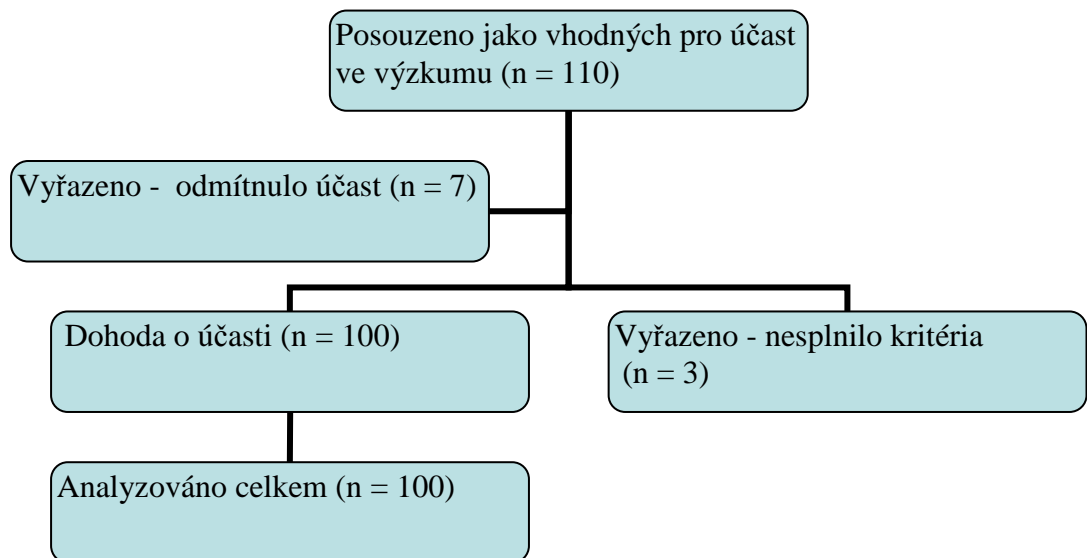 Posouzeno jako vhodných pro účast
ve výzkumu (n = 110)
Vyřazeno - odmítnulo účast (n = 7)
Dohoda o účasti (n = 100)
Vyřazeno - nesplnilo kritéria
(n = 3)
Analyzováno celkem (n = 100)